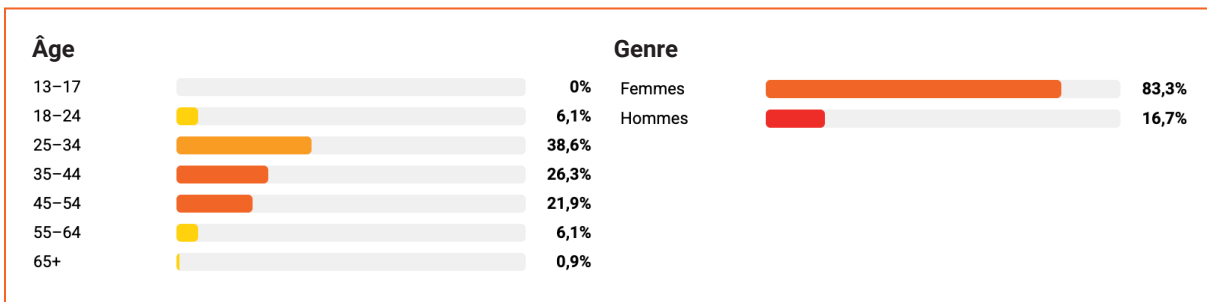 Âge
13–17 0%
18–24 6,1%
25–34 38,6%
35–44 26,3%
45–54 21,9%
55–64 6,1%
65+ 0,9%
Genre
Femmes 83,3%
Hommes 16,7%